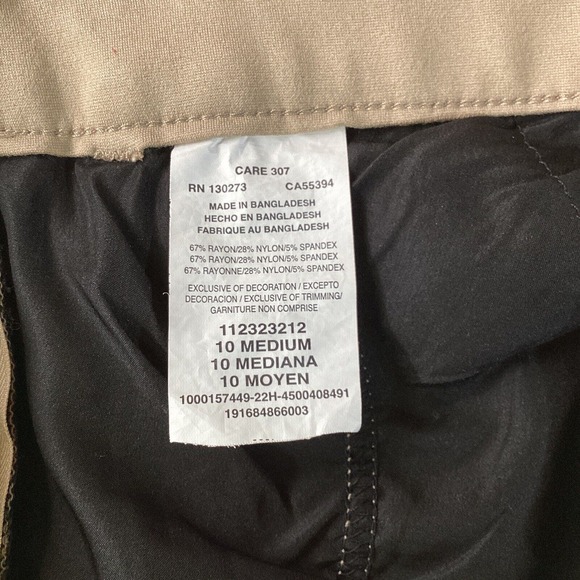 CARE 307
RN 130273 CA55394
MADE IN BANGLADESH
HECHO EN BANGLADESH
FABRIQUE AU BANGLADESH
67% RAYON/28% NYLON/5% SPANDEX
67% RAYON/28% NYLON/5% SPANDEX
67% RAYONNE/28% NYLON/5% SPANDEX
EXCLUSIVE OF DECORATION / EXCEPTO
DECORACION / EXCLUSIVE OF TRIMMING/
GARNITURE NON COMPRISE
112323212
10 MEDIUM
10 MEDIANA
10 MOYEN
1000157449-22H-4500408491
191684866003